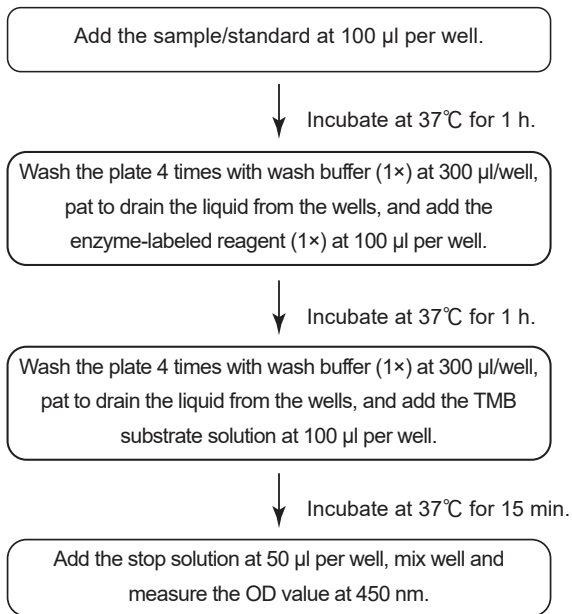 Add the sample/standard at 100 µl per well.
Incubate at 37℃ for 1 h.
Wash the plate 4 times with wash buffer (1×) at 300 µl/well,
pat to drain the liquid from the wells, and add the
enzyme-labeled reagent (1×) at 100 µl per well.
Incubate at 37℃ for 1 h.
Wash the plate 4 times with wash buffer (1×) at 300 µl/well,
pat to drain the liquid from the wells, and add the TMB
substrate solution at 100 µl per well.
Incubate at 37℃ for 15 min.
Add the stop solution at 50 µl per well, mix well and
measure the OD value at 450 nm.